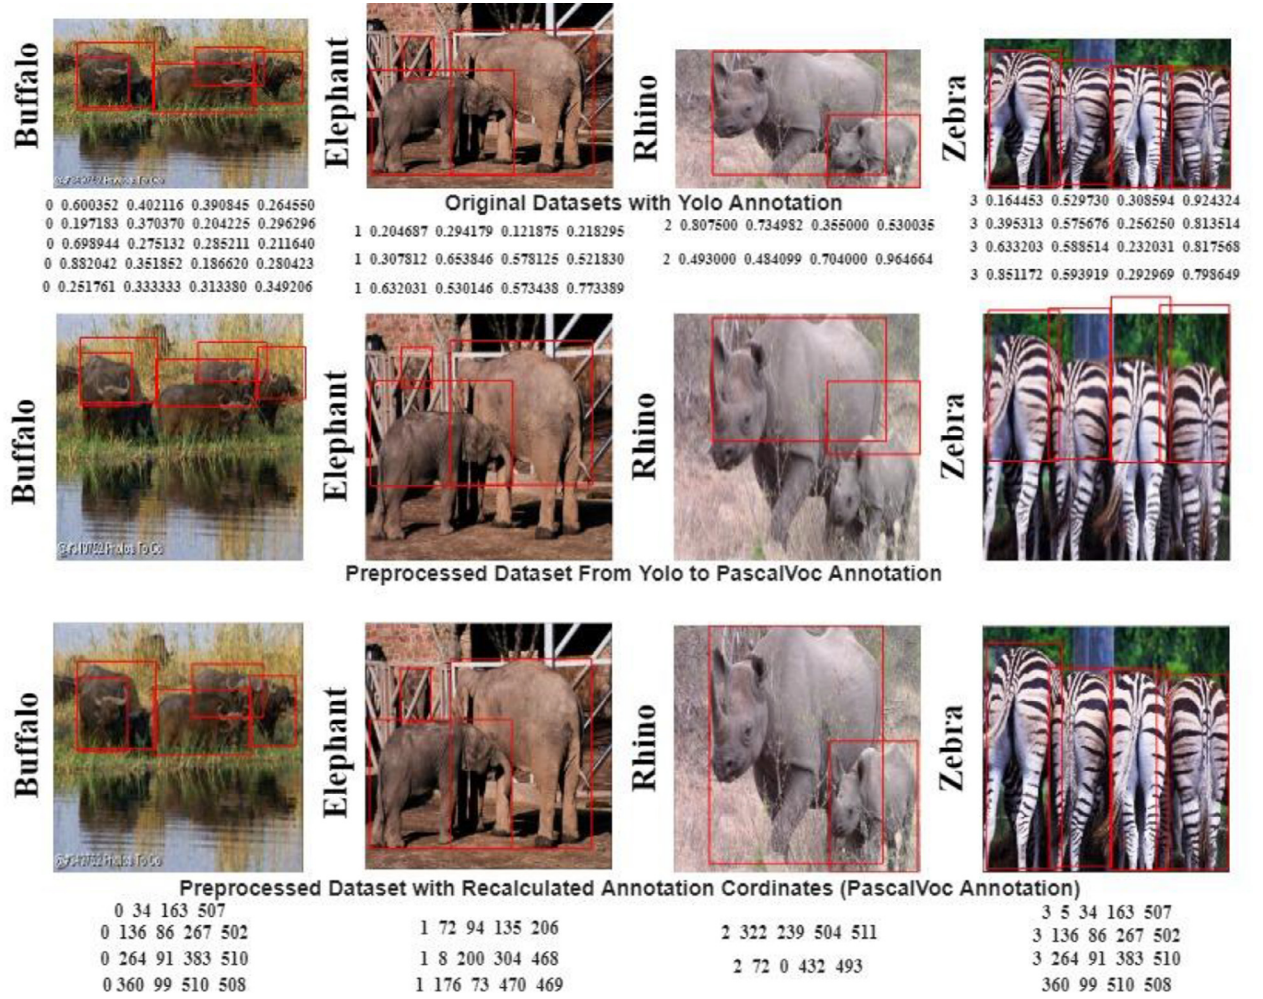 Buffalo
Elephant
Rhino
Zebra
Original Datasets with Yolo Annotation
0 0.600352 0.402116 0.390845 0.264550
0 0.197183 0.370370 0.204225 0.296296
0 0.698944 0.275132 0.285211 0.211640
0 0.882042 0.351852 0.186620 0.280423
0 0.251761 0.333333 0.313380 0.349206
1 0.204687 0.294179 0.121875 0.218295
1 0.307812 0.653846 0.578125 0.521830
1 0.632031 0.530146 0.573438 0.773389
2 0.807500 0.734982 0.355000 0.530035
2 0.493000 0.484099 0.704000 0.964664
3 0.164453 0.529730 0.308594 0.924324
3 0.395313 0.575676 0.256250 0.813514
3 0.633203 0.588514 0.232031 0.817568
3 0.851172 0.593919 0.292969 0.798649
Buffalo
Elephant
Rhino
Zebra
Photos To Go
Preprocessed Dataset From Yolo to PascalVoc Annotation
Buffalo
Elephant
Rhino
Zebra
Photos To Go
Preprocessed Dataset with Recalculated Annotation Cordinates (PascalVoc Annotation)
0 34 163 507
0 136 86 267 502
0 264 91 383 510
0 360 99 510 508
1 72 94 135 206
1 8 200 304 468
1 176 73 470 469
2 322 239 504 511
2 72 0 432 493
3 5 34 163 507
3 136 86 267 502
3 264 91 383 510
360 99 510 508